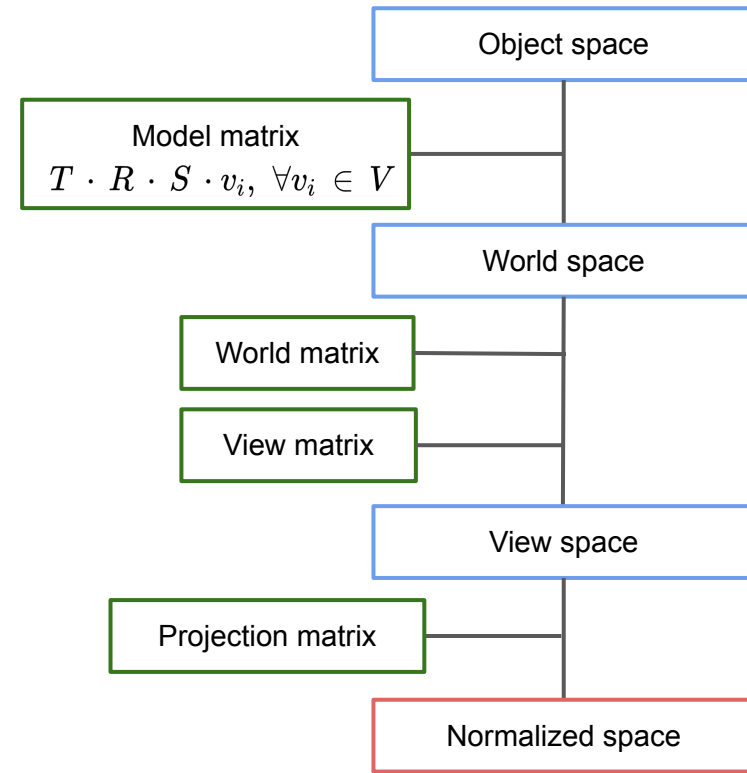 Object space
Model matrix
T · R · S · v_i, ∀v_i ∈ V
World space
World matrix
View matrix
View space
Projection matrix
Normalized space